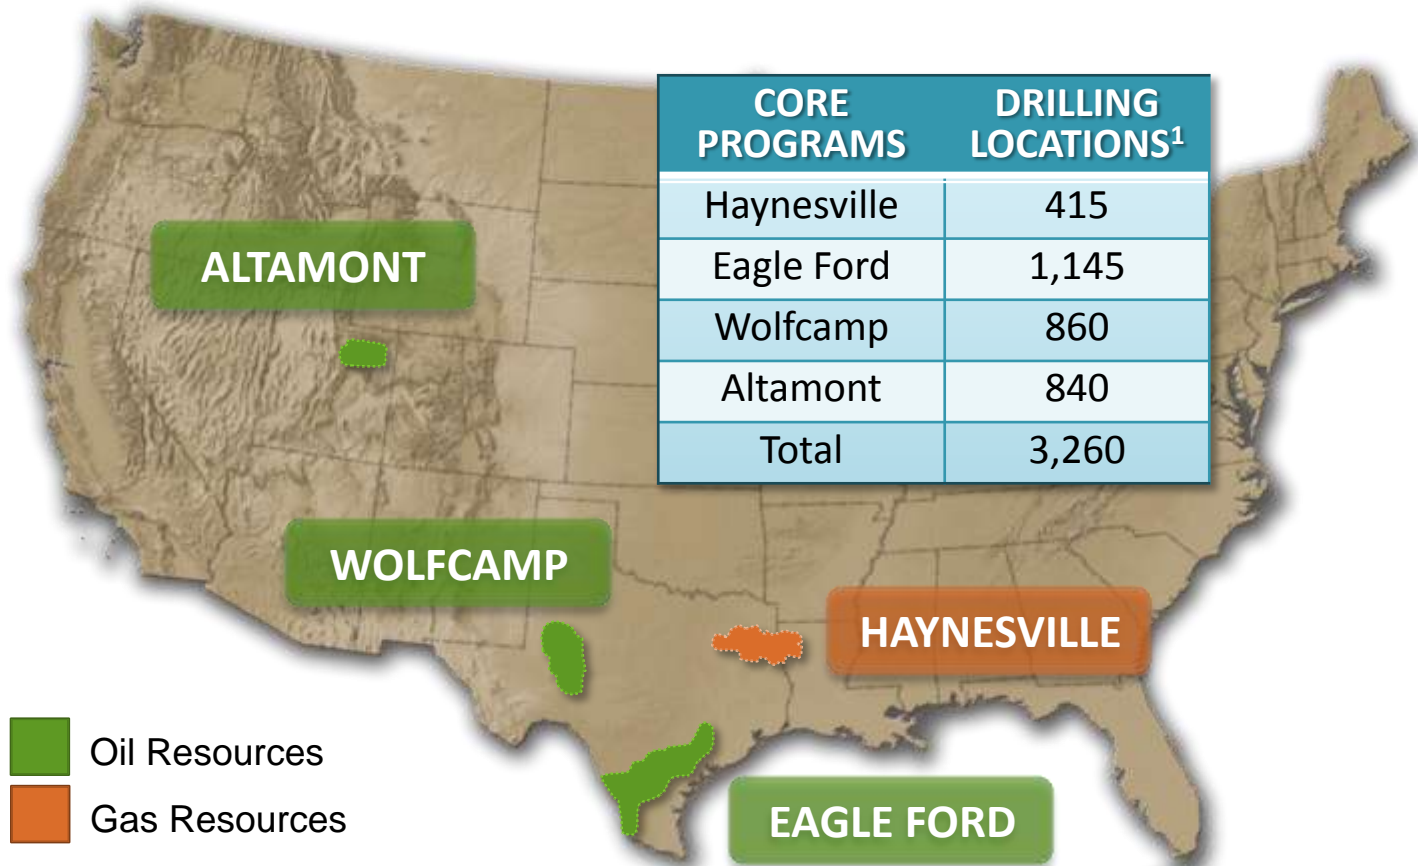 CORE PROGRAMS
DRILLING LOCATIONS¹
Haynesville 415
Eagle Ford 1,145
Wolfcamp 860
Altamont 840
Total 3,260
ALTAMONT
WOLFCAMP
HAYNESVILLE
Oil Resources
Gas Resources
EAGLE FORD